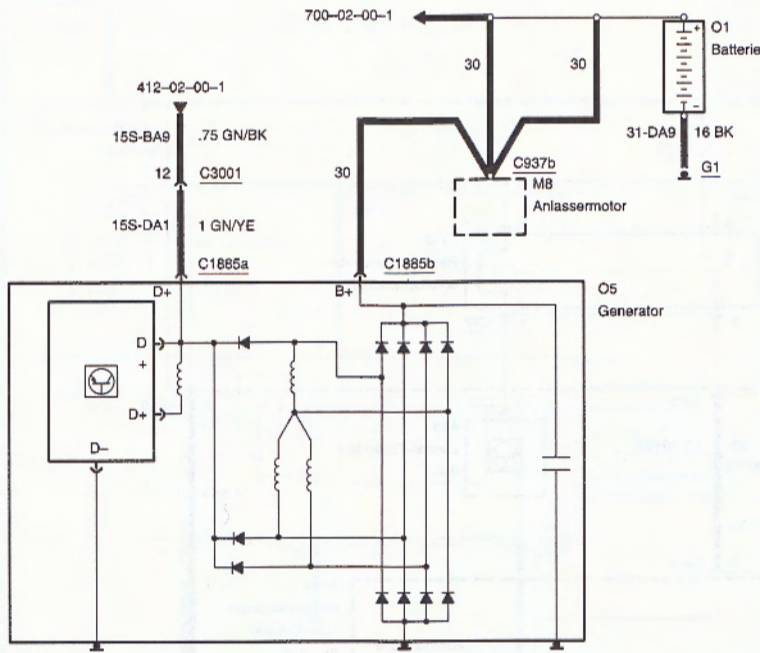 700–02–00–1
O1
Batterie
30
30
412–02–00–1
15S-BA9 .75 GN/BK
31-DA9 16 BK
12 C3001
30
C937b
G1
M8
Anlassermotor
15S-DA1 1 GN/YE
C1885a
C1885b
D+
B+
O5
Generator
D
+
D+
D–